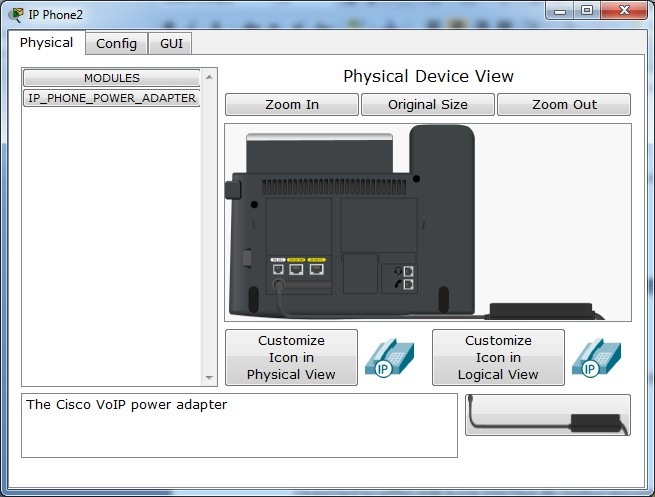 IP Phone2
Physical
Config
GUI
MODULES
IP_PHONE_POWER_ADAPTER
Physical Device View
Zoom In
Original Size
Zoom Out
Customize
Icon in
Physical View
IP
Customize
Icon in
Logical View
IP
The Cisco VoIP power adapter